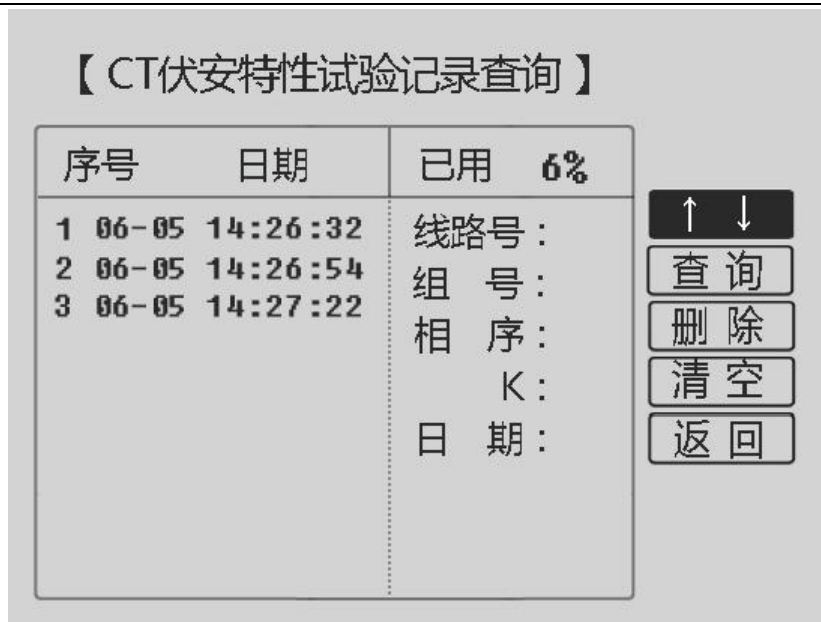 【CT伏安特性试验记录查询】
序号 日期 已用 6%
1 06-05 14:26:32
2 06-05 14:26:54
3 06-05 14:27:22
线路号:
组 号:
相 序:
K:
日 期:
↑ ↓
查 询
删 除
清 空
返 回